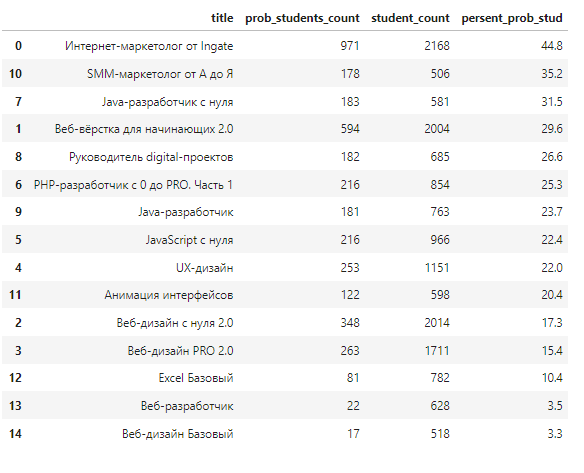 title prob_students_count student_count persent_prob_stud
0 Интернет-маркетолог от Ingate 971 2168 44.8
10 SMM-маркетолог от А до Я 178 506 35.2
7 Java-разработчик с нуля 183 581 31.5
1 Веб-вёрстка для начинающих 2.0 594 2004 29.6
8 Руководитель digital-проектов 182 685 26.6
6 PHP-разработчик с 0 до PRO. Часть 1 216 854 25.3
9 Java-разработчик 181 763 23.7
5 JavaScript с нуля 216 966 22.4
4 UX-дизайн 253 1151 22.0
11 Анимация интерфейсов 122 598 20.4
2 Веб-дизайн с нуля 2.0 348 2014 17.3
3 Веб-дизайн PRO 2.0 263 1711 15.4
12 Excel Базовый 81 782 10.4
13 Веб-разработчик 22 628 3.5
14 Веб-дизайн Базовый 17 518 3.3